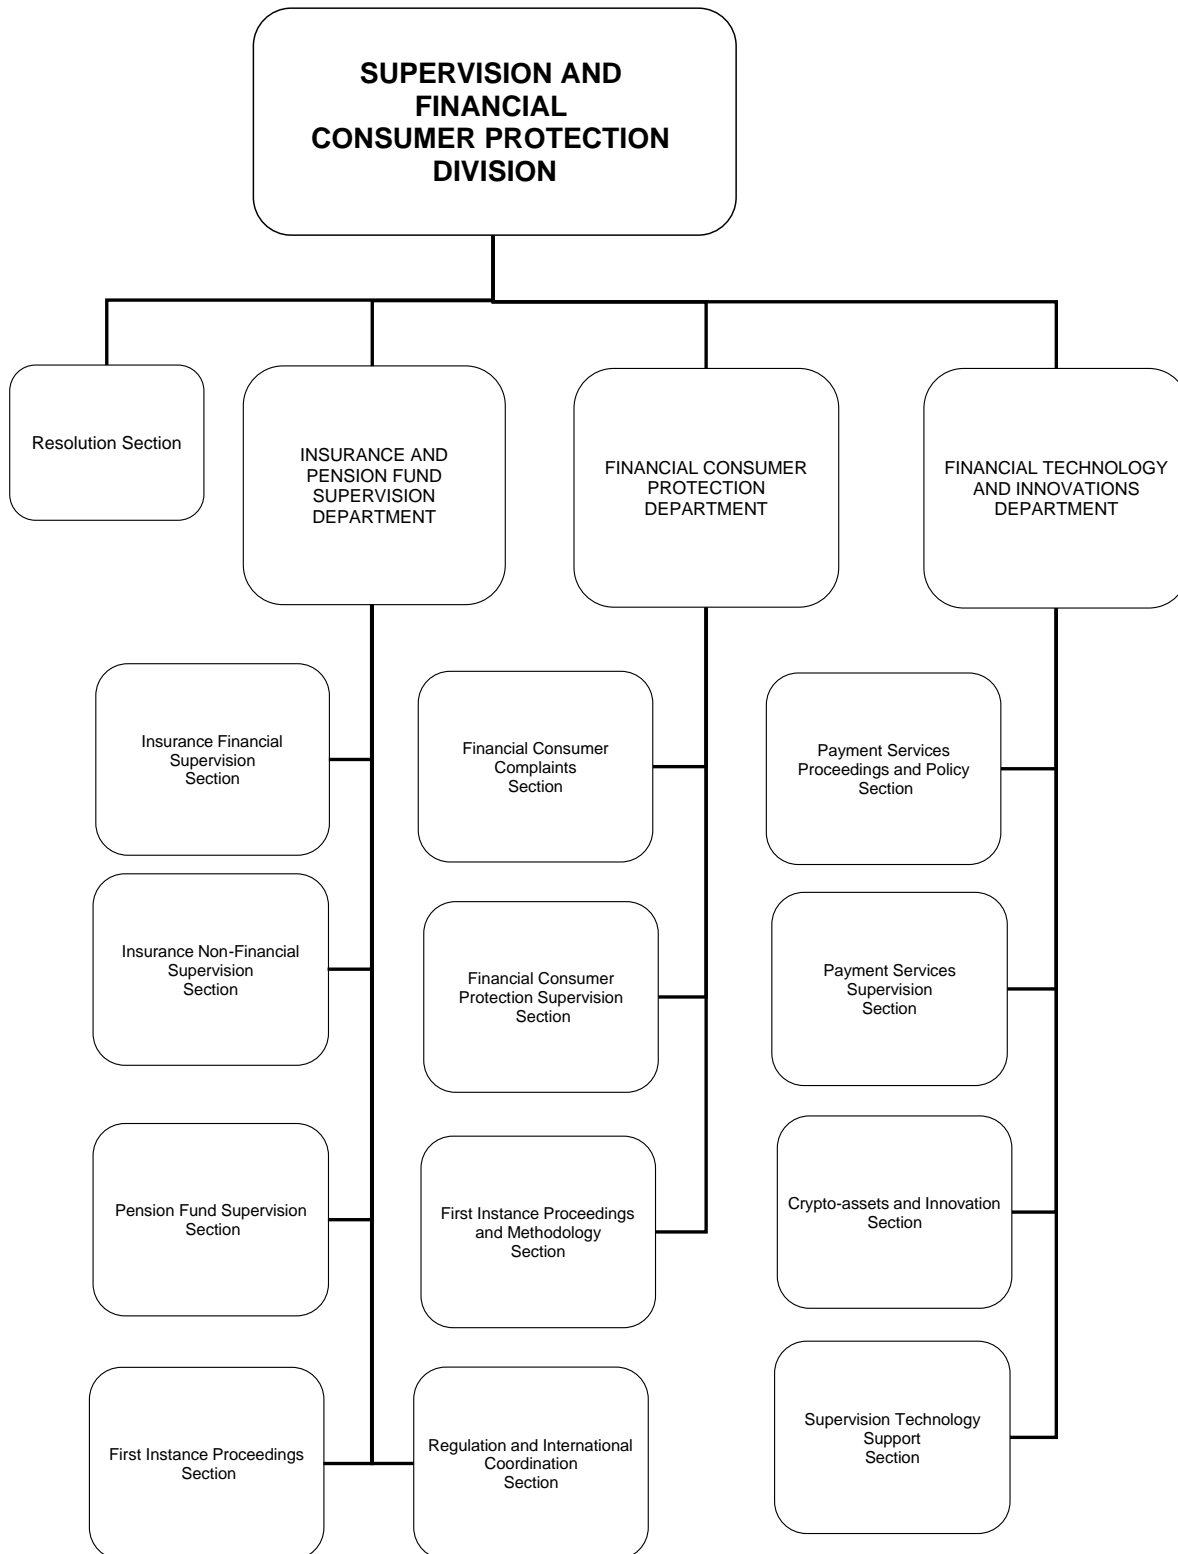 SUPERVISION AND
FINANCIAL
CONSUMER PROTECTION
DIVISION
Resolution Section
INSURANCE AND
PENSION FUND
SUPERVISION
DEPARTMENT
FINANCIAL CONSUMER
PROTECTION
DEPARTMENT
FINANCIAL TECHNOLOGY
AND INNOVATIONS
DEPARTMENT
Insurance Financial
Supervision
Section
Financial Consumer
Complaints
Section
Payment Services
Proceedings and Policy
Section
Insurance Non-Financial
Supervision
Section
Financial Consumer
Protection Supervision
Section
Payment Services
Supervision
Section
Pension Fund Supervision
Section
First Instance Proceedings
and Methodology
Section
Crypto-assets and Innovation
Section
First Instance Proceedings
Section
Regulation and International
Coordination
Section
Supervision Technology
Support
Section